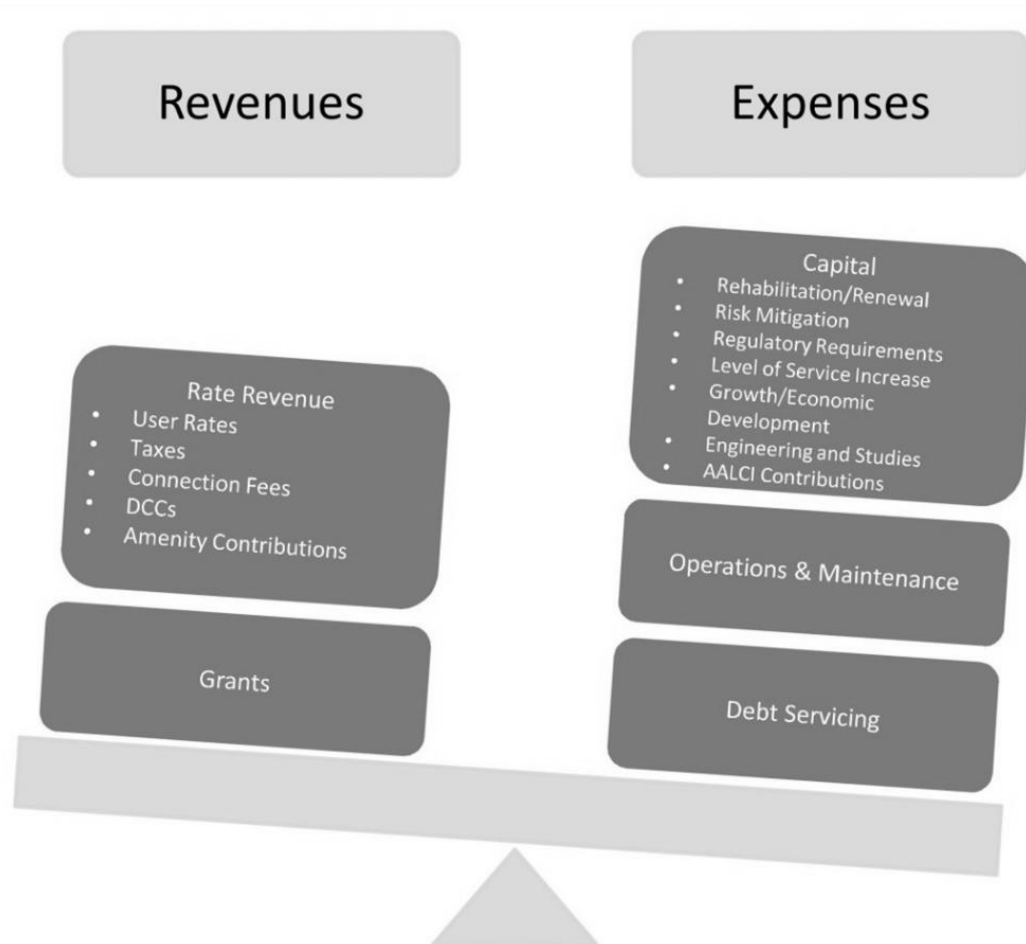 Revenues
Expenses
Rate Revenue
• User Rates
• Taxes
• Connection Fees
• DCCs
• Amenity Contributions
Grants
Capital
• Rehabilitation/Renewal
• Risk Mitigation
• Regulatory Requirements
• Level of Service Increase
• Growth/Economic
Development
• Engineering and Studies
• AALCI Contributions
Operations & Maintenance
Debt Servicing